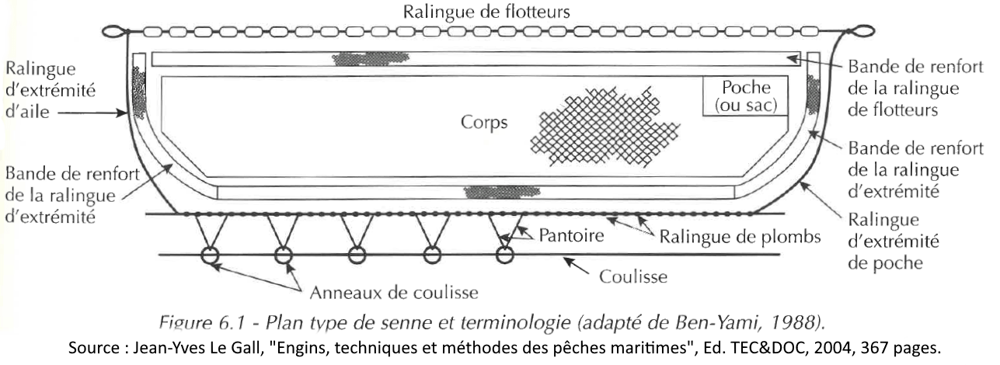 Ralingue de flotteurs
Ralingue
d'extrémité
d'aile
Bande de renfort
de la ralingue
de flotteurs
Poche
(ou sac)
Corps
Bande de renfort
de la ralingue
d'extrémité
Bande de renfort
de la ralingue
d'extrémité
Ralingue
d'extrémité
de poche
Pantoire
Ralingue de plombs
Coulisse
Anneaux de coulisse
Figure 6.1 - Plan type de senne et terminologie (adapté de Ben-Yami, 1988).
Source : Jean-Yves Le Gall, "Engins, techniques et méthodes des pêches maritimes", Ed. TEC&DOC, 2004, 367 pages.